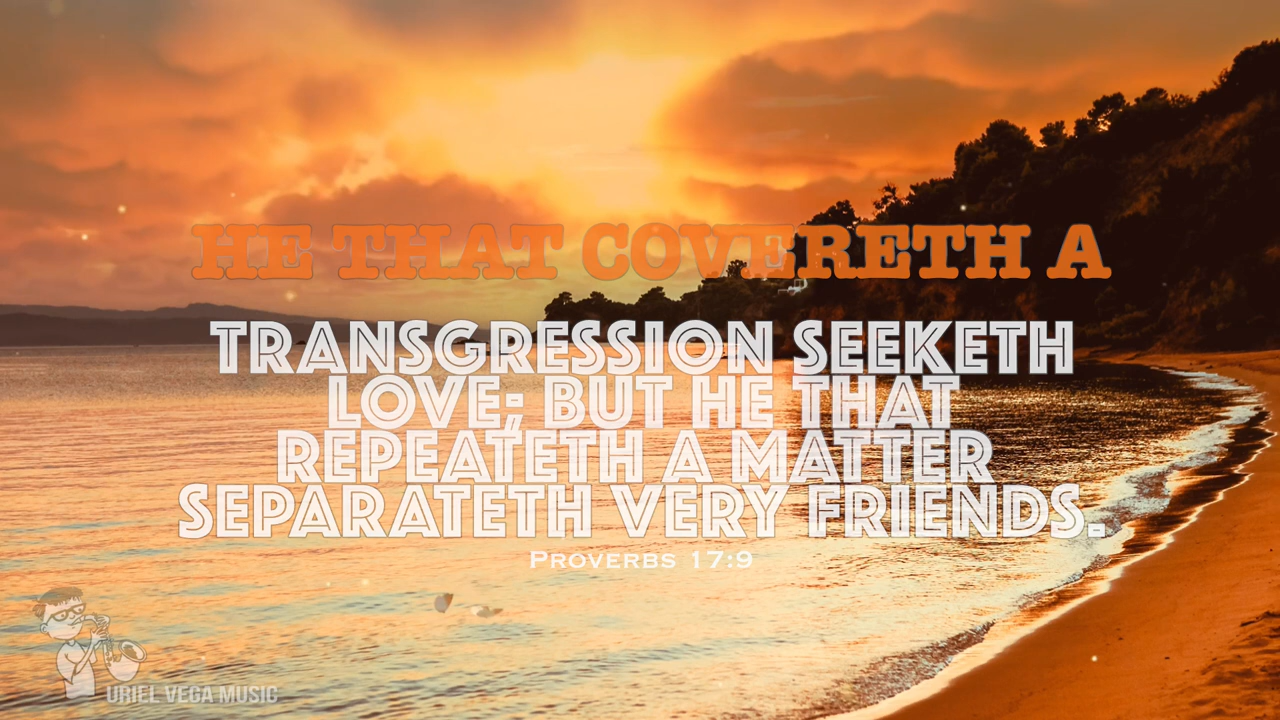 HE THAT COVERETH A
TRANSGRESSION SEEKETH
LOVE; BUT HE THAT
REPEATETH A MATTER
SEPARATETH VERY FRIENDS.
PROVERBS 17:9
URIEL VEGA MUSIC